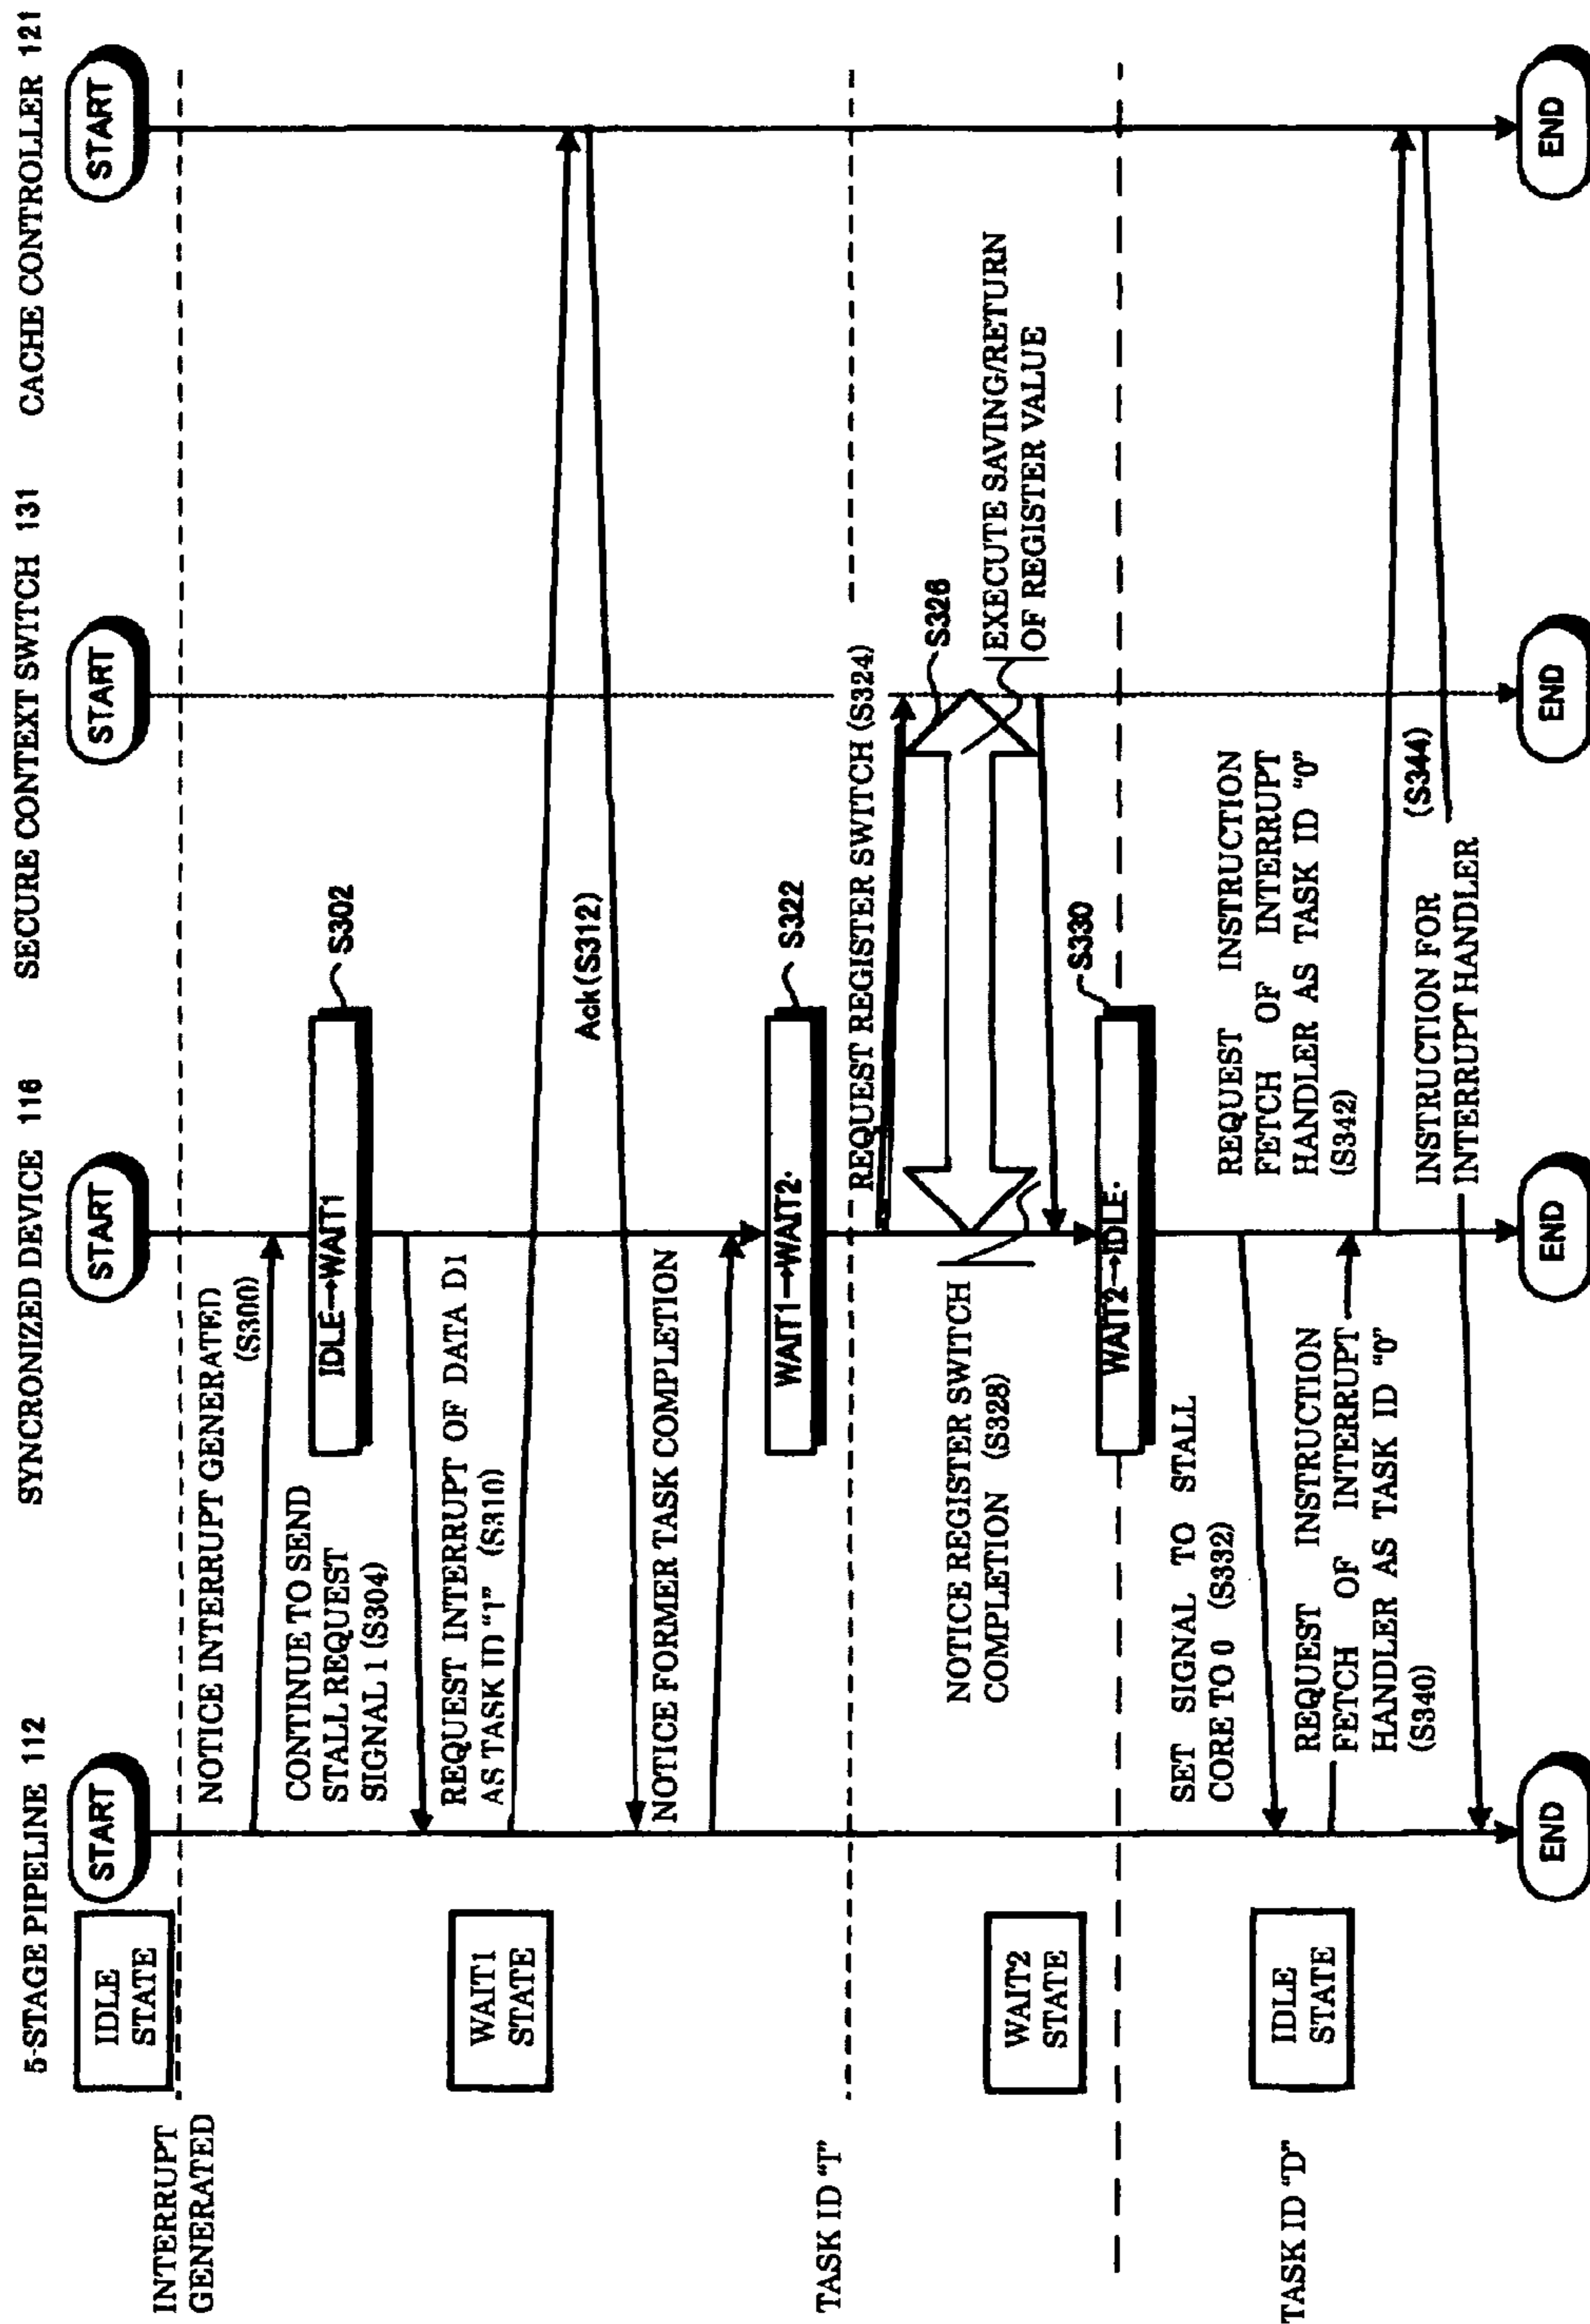 5-STAGE PIPELINE 112
SYNCRONIZED DEVICE 116
SECURE CONTEXT SWITCH 131
CACHE CONTROLLER 121
START
START
START
START
IDLE
STATE
INTERRUPT
GENERATED
NOTICE INTERRUPT GENERATED
(S300)
IDLE→WAIT1
S302
CONTINUE TO SEND
STALL REQUEST
SIGNAL 1 (S304)
WAIT1
STATE
REQUEST INTERRUPT OF DATA D1
AS TASK ID "1" (S310)
Ack(S312)
NOTICE FORMER TASK COMPLETION
WAIT1→WAIT2·
S322
TASK ID "I"
REQUEST REGISTER SWITCH (S324)
S326
EXECUTE SAVING/RETURN
OF REGISTER VALUE
NOTICE REGISTER SWITCH
COMPLETION (S328)
WAIT2
STATE
WAIT2→IDLE·
S330
SET SIGNAL TO STALL
CORE TO 0 (S332)
IDLE
STATE
TASK ID "D"
REQUEST INSTRUCTION
FETCH OF INTERRUPT
HANDLER AS TASK ID "0"
(S340)
REQUEST INSTRUCTION
FETCH OF INTERRUPT
HANDLER AS TASK ID "0"
(S342)
(S344)
INSTRUCTION FOR
INTERRUPT HANDLER
END
END
END
END